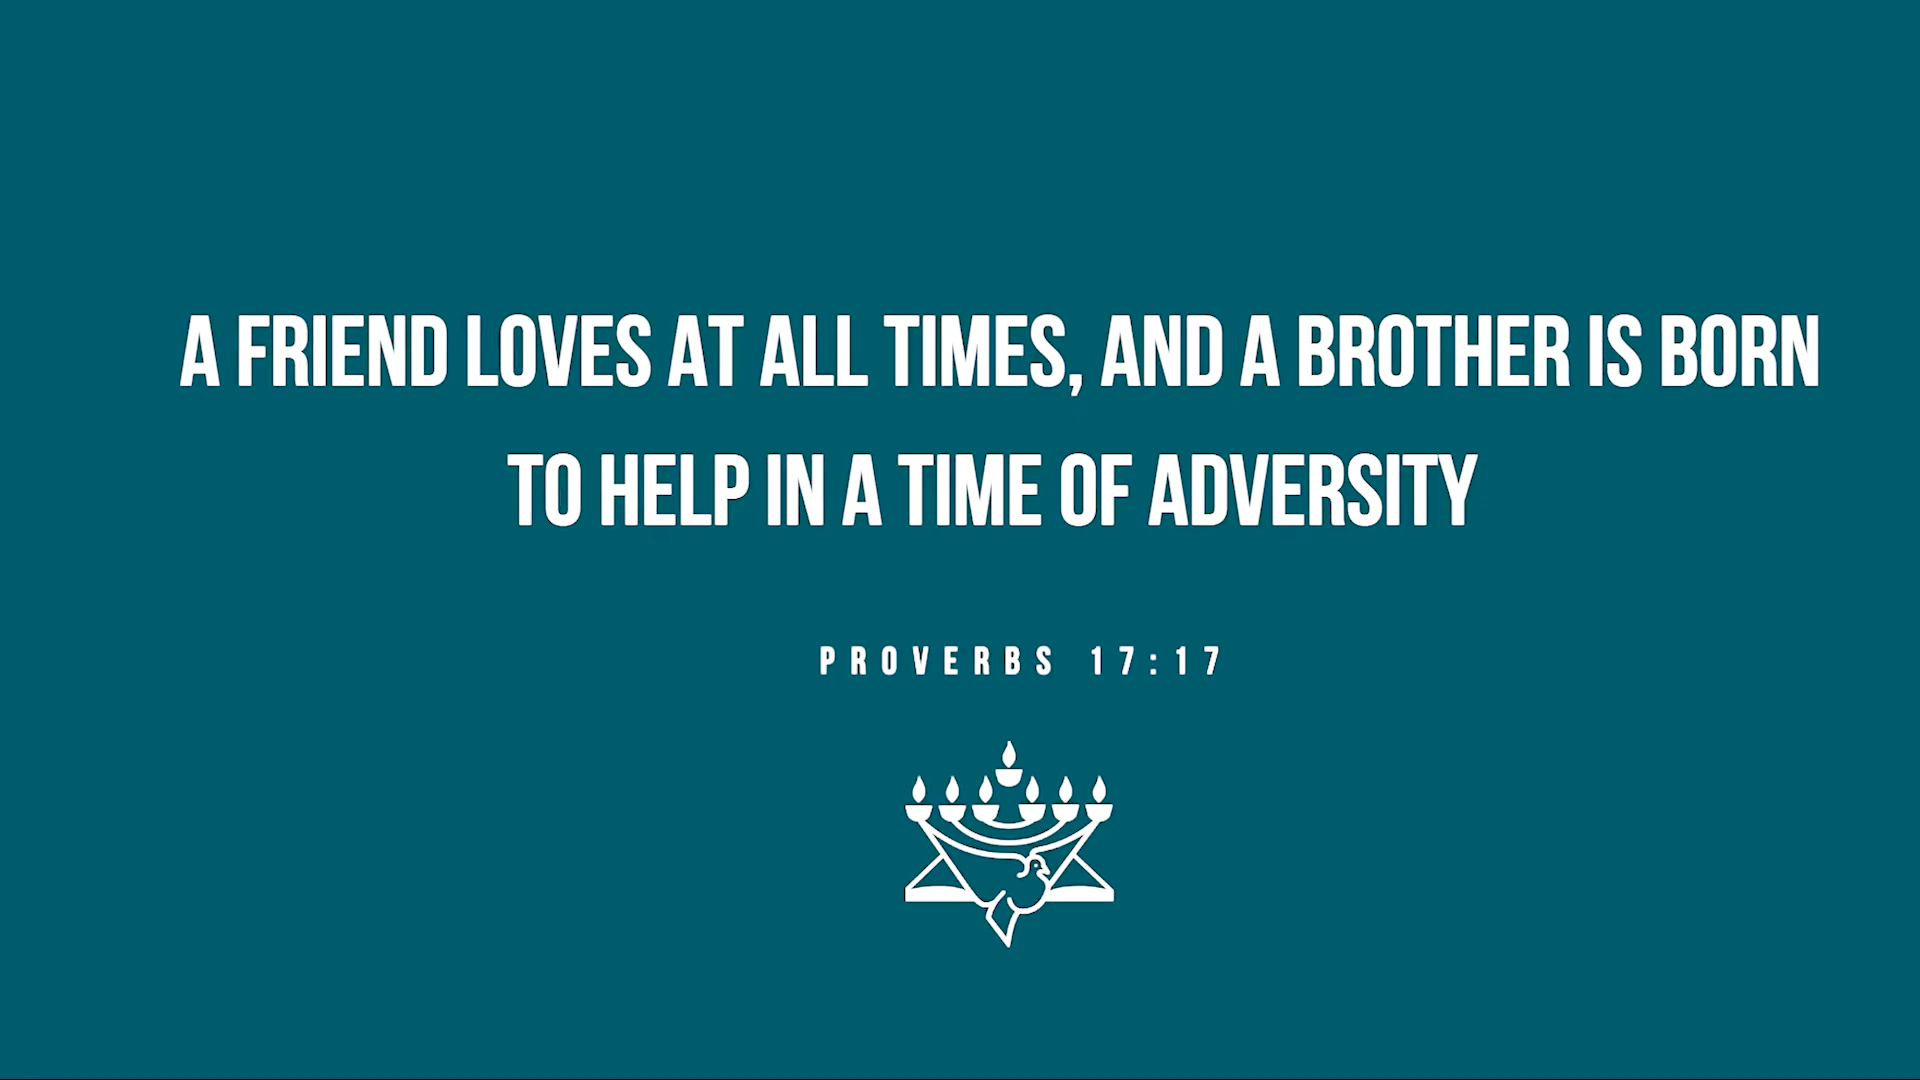 A FRIEND LOVES AT ALL TIMES, AND A BROTHER IS BORN
TO HELP IN A TIME OF ADVERSITY
PROVERBS 17:17